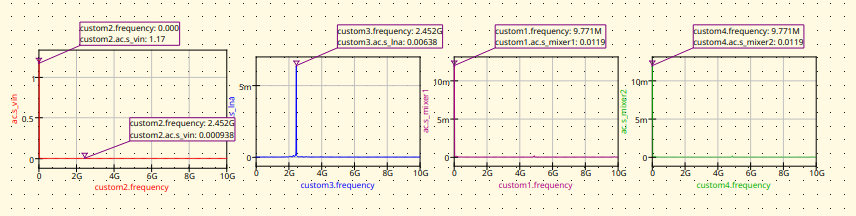 custom2.frequency: 0.000
custom2.ac.s_vin: 1.17
custom2.frequency: 2.452G
custom2.ac.s_vin: 0.000938
ac.s_vin
1
0.5
0
0
2G
4G
6G
8G
10G
custom2.frequency
custom3.frequency: 2.452G
custom3.ac.s_lna: 0.00638
s_lna
5m
0
0
2G
4G
6G
8G
10G
custom3.frequency
custom1.frequency: 9.771M
custom1.ac.s_mixer1: 0.0119
ac.s_mixer1
10m
5m
0
0
2G
4G
6G
8G
10G
custom1.frequency
custom4.frequency: 9.771M
custom4.ac.s_mixer2: 0.0119
ac.s_mixer2
10m
5m
0
0
2G
4G
6G
8G
10G
custom4.frequency